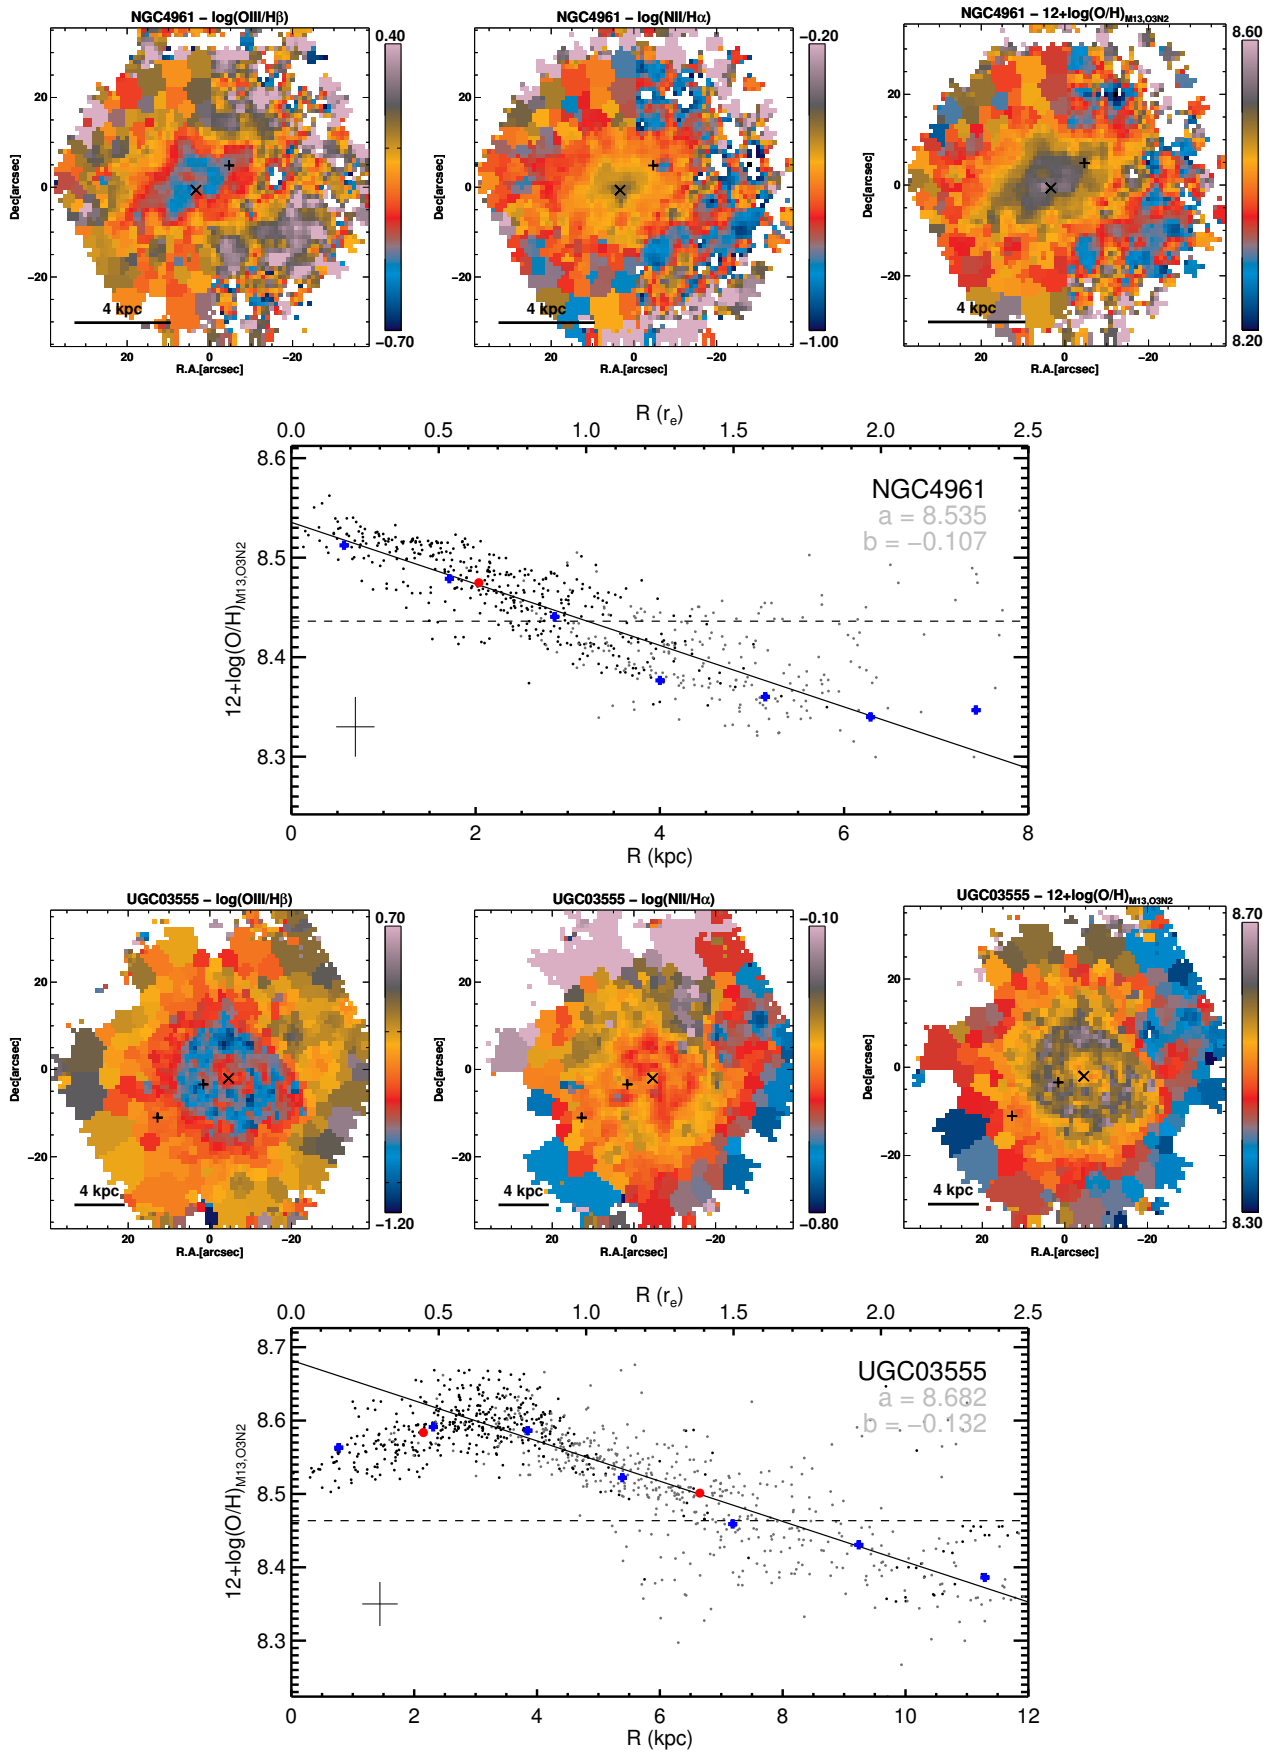 NGC4961 − log(OIII/Hβ)
NGC4961 − log(NII/Hα)
NGC4961 − 12+log(O/H)M13,O3N2
0.40
−0.20
8.60
20
0
−20
20
0
−20
20
0
−20
Dec[arcsec]
Dec[arcsec]
Dec[arcsec]
4 kpc
4 kpc
4 kpc
−0.70
−1.00
8.20
20 0 −20
20 0 −20
20 0 −20
R.A.[arcsec]
R.A.[arcsec]
R.A.[arcsec]
R (re)
0.0 0.5 1.0 1.5 2.0 2.5
8.6
8.5
8.4
8.3
12+log(O/H)M13,O3N2
NGC4961
a = 8.535
b = −0.107
0 2 4 6 8
R (kpc)
UGC03555 − log(OIII/Hβ)
UGC03555 − log(NII/Hα)
UGC03555 − 12+log(O/H)M13,O3N2
0.70
−0.10
8.70
20
0
−20
20
0
−20
20
0
−20
Dec[arcsec]
Dec[arcsec]
Dec[arcsec]
4 kpc
4 kpc
4 kpc
−1.20
−0.80
8.30
20 0 −20
20 0 −20
20 0 −20
R.A.[arcsec]
R.A.[arcsec]
R.A.[arcsec]
R (re)
0.0 0.5 1.0 1.5 2.0 2.5
8.7
8.6
8.5
8.4
8.3
12+log(O/H)M13,O3N2
UGC03555
a = 8.682
b = −0.132
0 2 4 6 8 10 12
R (kpc)